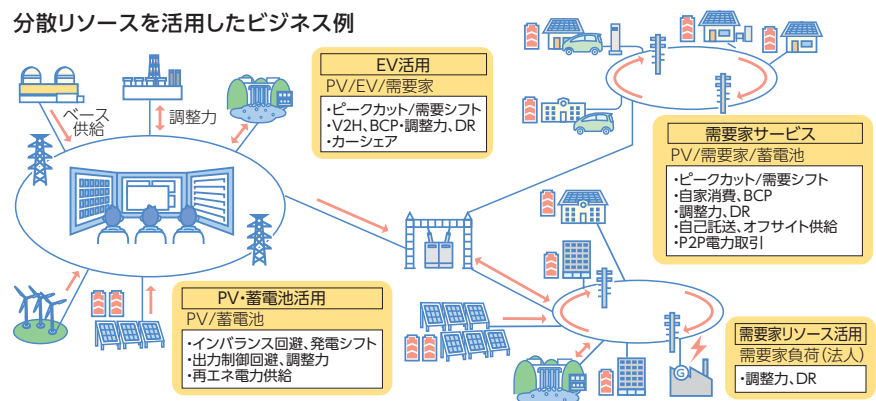 分散リソースを活用したビジネス例
ベース
供給
調整力
EV活用
PV/EV/需要家
・ピークカット/需要シフト
・V2H、BCP・調整力、DR
・カーシェア
需要家サービス
PV/需要家/蓄電池
・ピークカット/需要シフト
・自家消費、BCP
・調整力、DR
・自己託送、オフサイト供給
・P2P電力取引
PV・蓄電池活用
PV/蓄電池
・インバランス回避、発電シフト
・出力制御回避、調整力
・再エネ電力供給
需要家リソース活用
需要家負荷(法人)
・調整力、DR
G